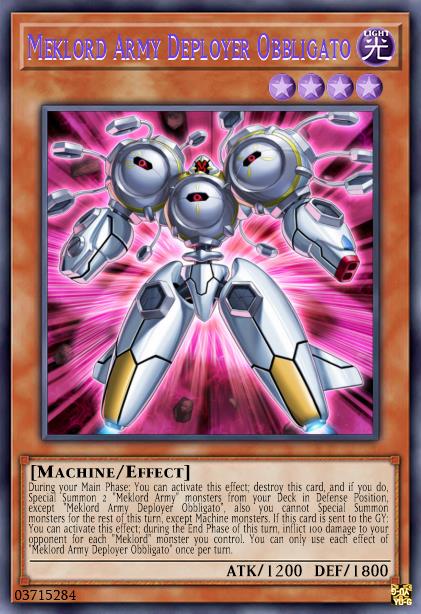 MEKLORD ARMY DEPLOYER OBBLIGATO
LIGHT
光
[MACHINE/EFFECT]
During your Main Phase: You can activate this effect; destroy this card, and if you do,
Special Summon 2 "Meklord Army" monsters from your Deck in Defense Position,
except "Meklord Army Deployer Obbligato", also you cannot Special Summon
monsters for the rest of this turn, except Machine monsters. If this card is sent to the GY:
You can activate this effect; during the End Phase of this turn, inflict 100 damage to your
opponent for each "Meklord" monster you control. You can only use each effect of
"Meklord Army Deployer Obbligato" once per turn.
ATK/1200 DEF/1800
03715284